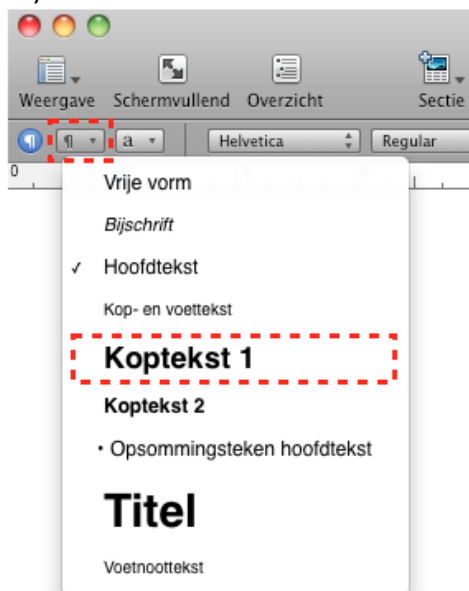 Weergave Schermvullend Overzicht Sectie
¶ ¶ a Helvetica Regular
0
Vrije vorm
Bijschrift
✓ Hoofdtekst
Kop- en voettekst
Koptekst 1
Koptekst 2
• Opsommingsteken hoofdtekst
Titel
Voetnoottekst